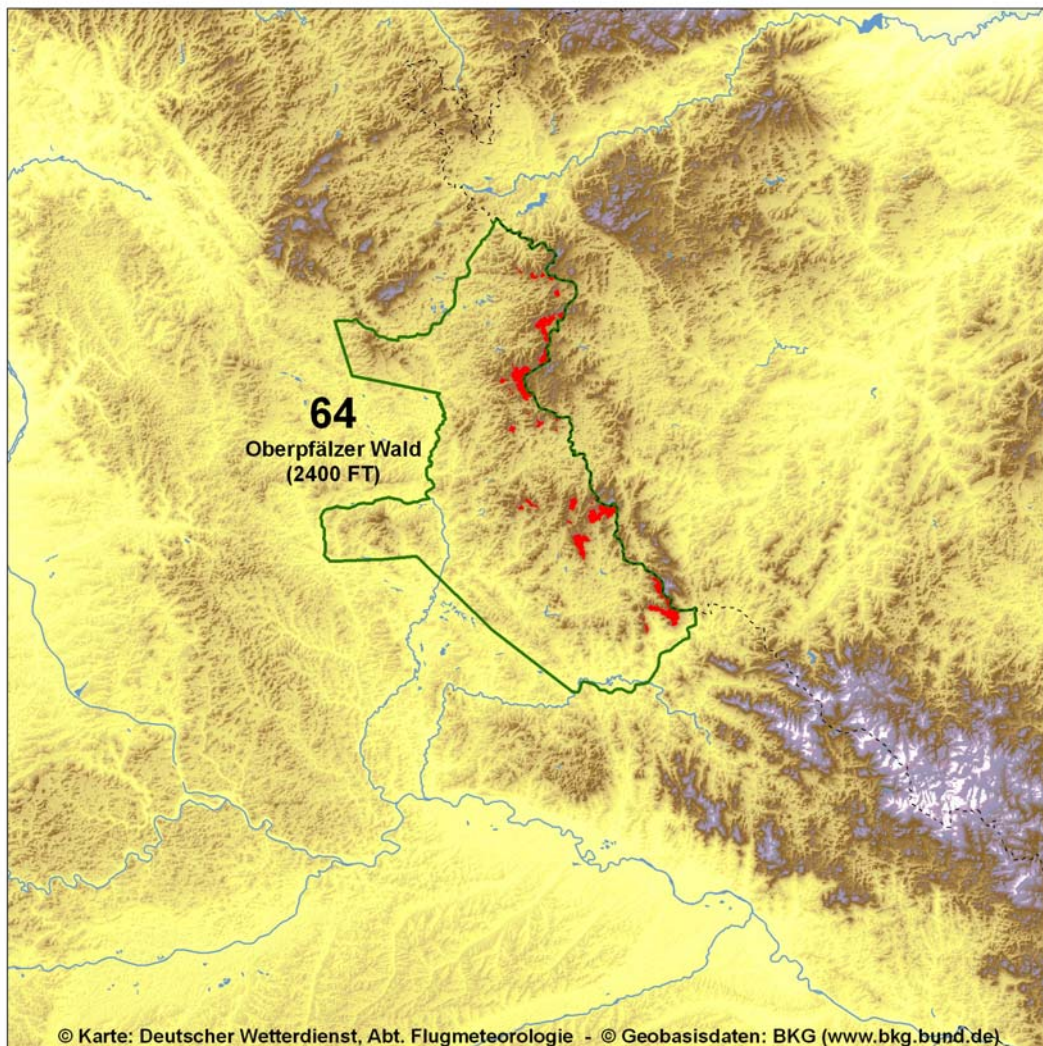 64
Oberpfälzer Wald
(2400 FT)
© Karte: Deutscher Wetterdienst, Abt. Flugmeteorologie - © Geobasisdaten: BKG (www.bkg.bund.de)